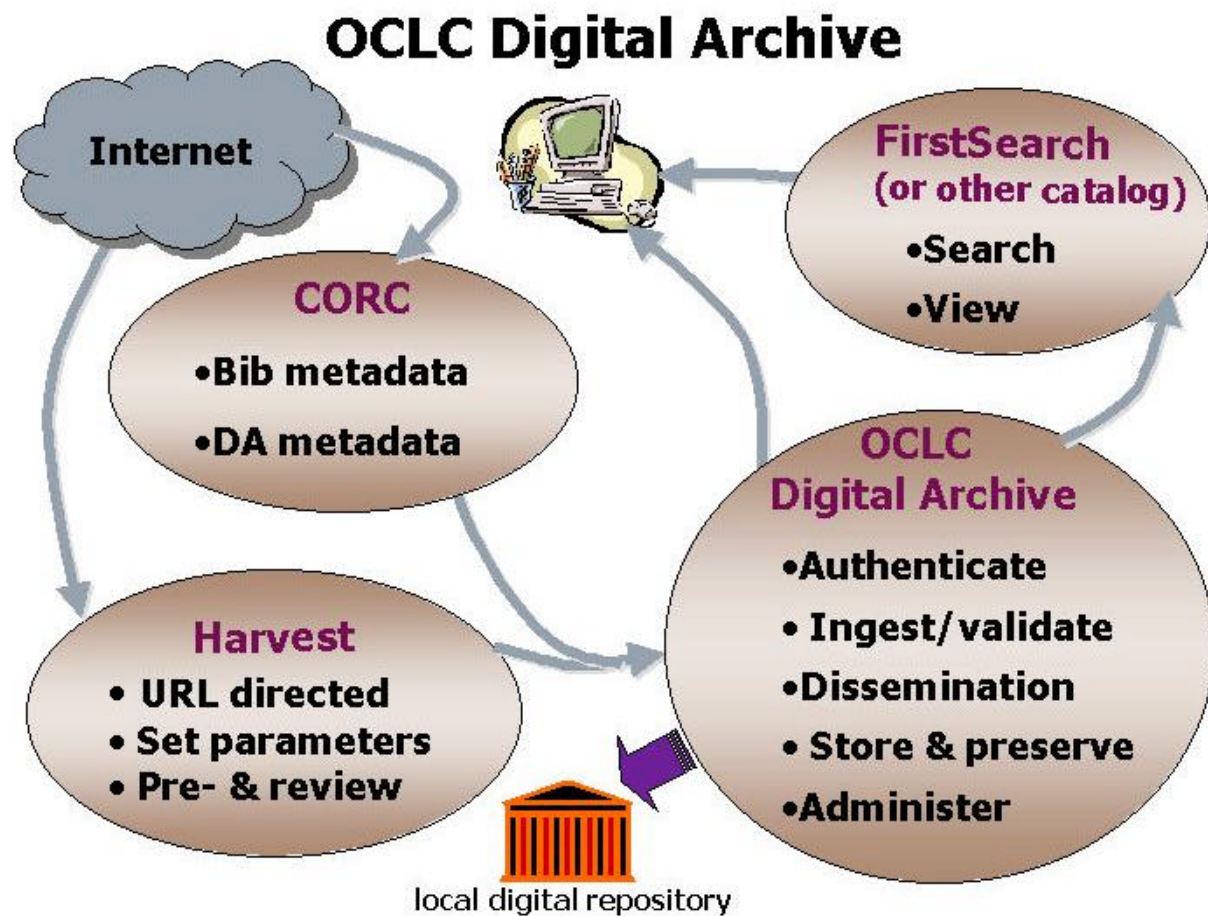 OCLC Digital Archive
Internet
FirstSearch
(or other catalog)
•Search
•View
CORC
•Bib metadata
•DA metadata
OCLC
Digital Archive
•Authenticate
• Ingest/validate
•Dissemination
• Store & preserve
•Administer
Harvest
• URL directed
• Set parameters
• Pre- & review
local digital repository